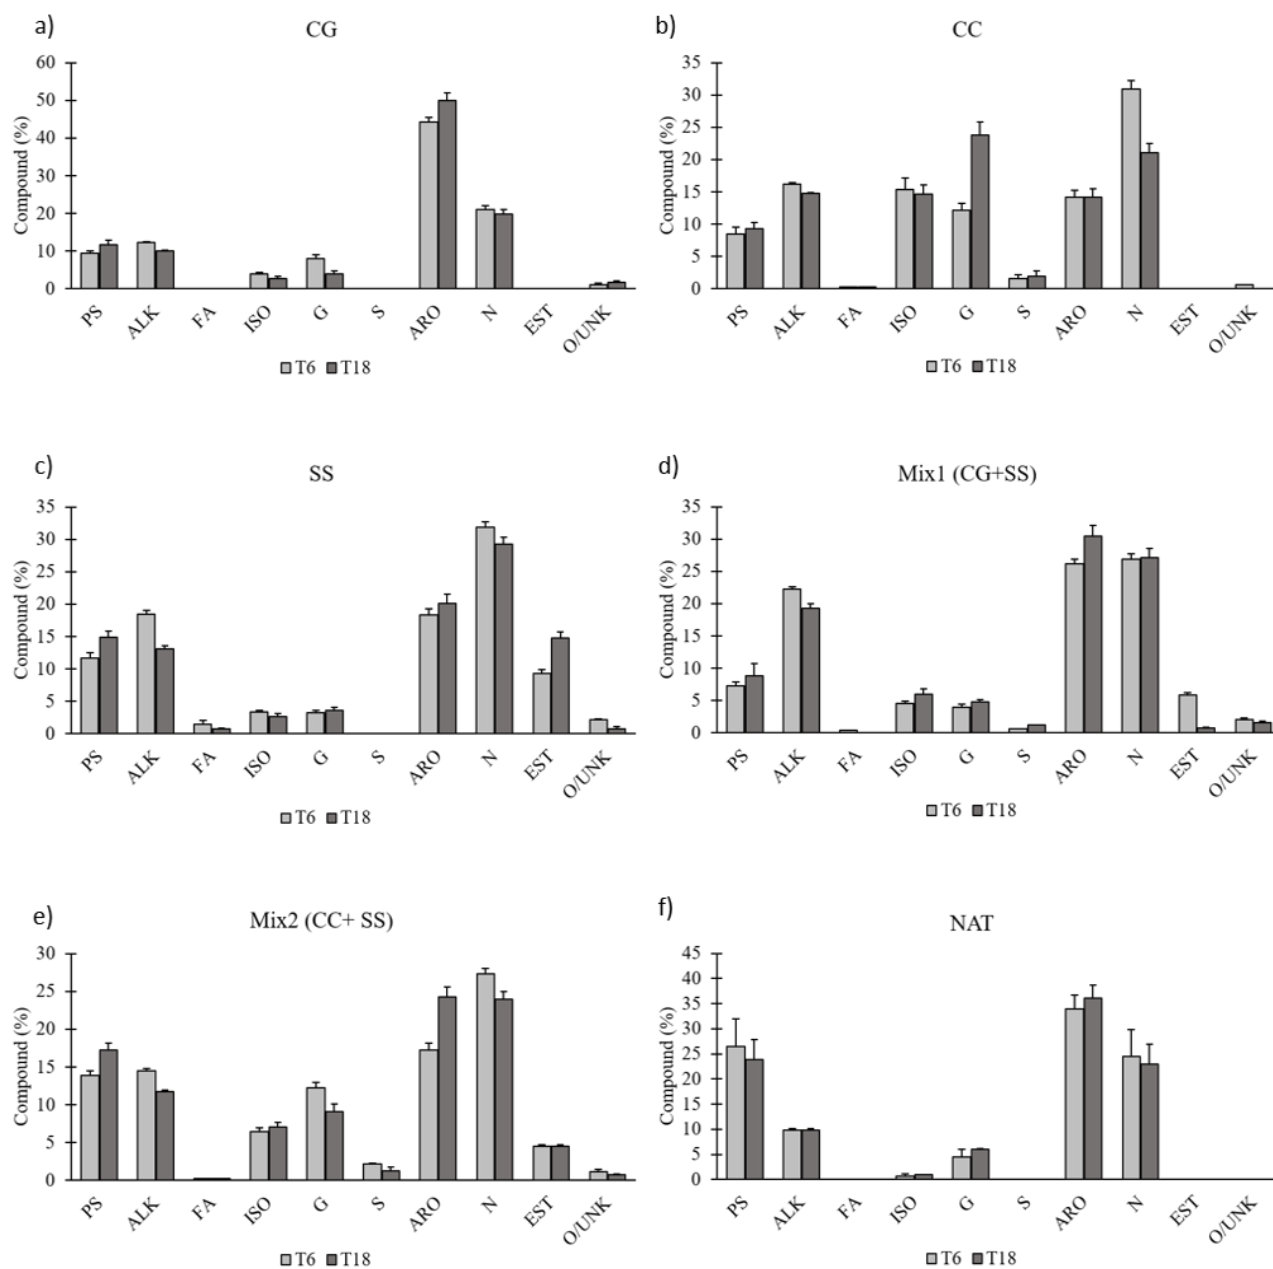 a)
CG
Compound (%)
60
50
40
30
20
10
0
PS ALK FA ISO G S ARO N EST O/UNK
T6 T18
b)
CC
Compound (%)
35
30
25
20
15
10
5
0
PS ALK FA ISO G S ARO N EST O/UNK
T6 T18
c)
SS
Compound (%)
35
30
25
20
15
10
5
0
PS ALK FA ISO G S ARO N EST O/UNK
T6 T18
d)
Mix1 (CG+SS)
Compound (%)
35
30
25
20
15
10
5
0
PS ALK FA ISO G S ARO N EST O/UNK
T6 T18
e)
Mix2 (CC+ SS)
Compound (%)
30
25
20
15
10
5
0
PS ALK FA ISO G S ARO N EST O/UNK
T6 T18
f)
NAT
Compound (%)
45
40
35
30
25
20
15
10
5
0
PS ALK FA ISO G S ARO N EST O/UNK
T6 T18